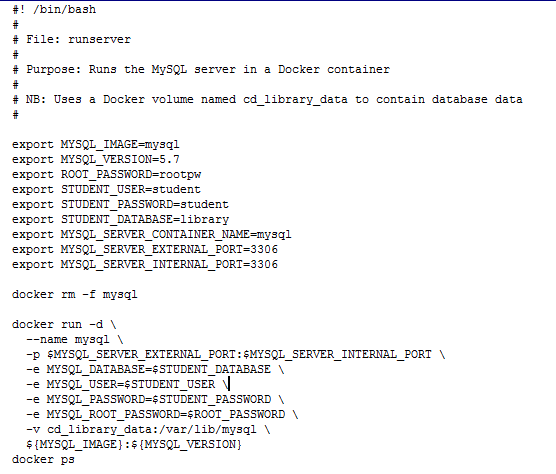 #! /bin/bash
#
# File: runserver
#
# Purpose: Runs the MySQL server in a Docker container
#
# NB: Uses a Docker volume named cd_library_data to contain database data
#
export MYSQL_IMAGE=mysql
export MYSQL_VERSION=5.7
export ROOT_PASSWORD=rootpw
export STUDENT_USER=student
export STUDENT_PASSWORD=student
export STUDENT_DATABASE=library
export MYSQL_SERVER_CONTAINER_NAME=mysql
export MYSQL_SERVER_EXTERNAL_PORT=3306
export MYSQL_SERVER_INTERNAL_PORT=3306
docker rm -f mysql
docker run -d \
--name mysql \
-p $MYSQL_SERVER_EXTERNAL_PORT:$MYSQL_SERVER_INTERNAL_PORT \
-e MYSQL_DATABASE=$STUDENT_DATABASE \
-e MYSQL_USER=$STUDENT_USER \
-e MYSQL_PASSWORD=$STUDENT_PASSWORD \
-e MYSQL_ROOT_PASSWORD=$ROOT_PASSWORD \
-v cd_library_data:/var/lib/mysql \
${MYSQL_IMAGE}:${MYSQL_VERSION}
docker ps